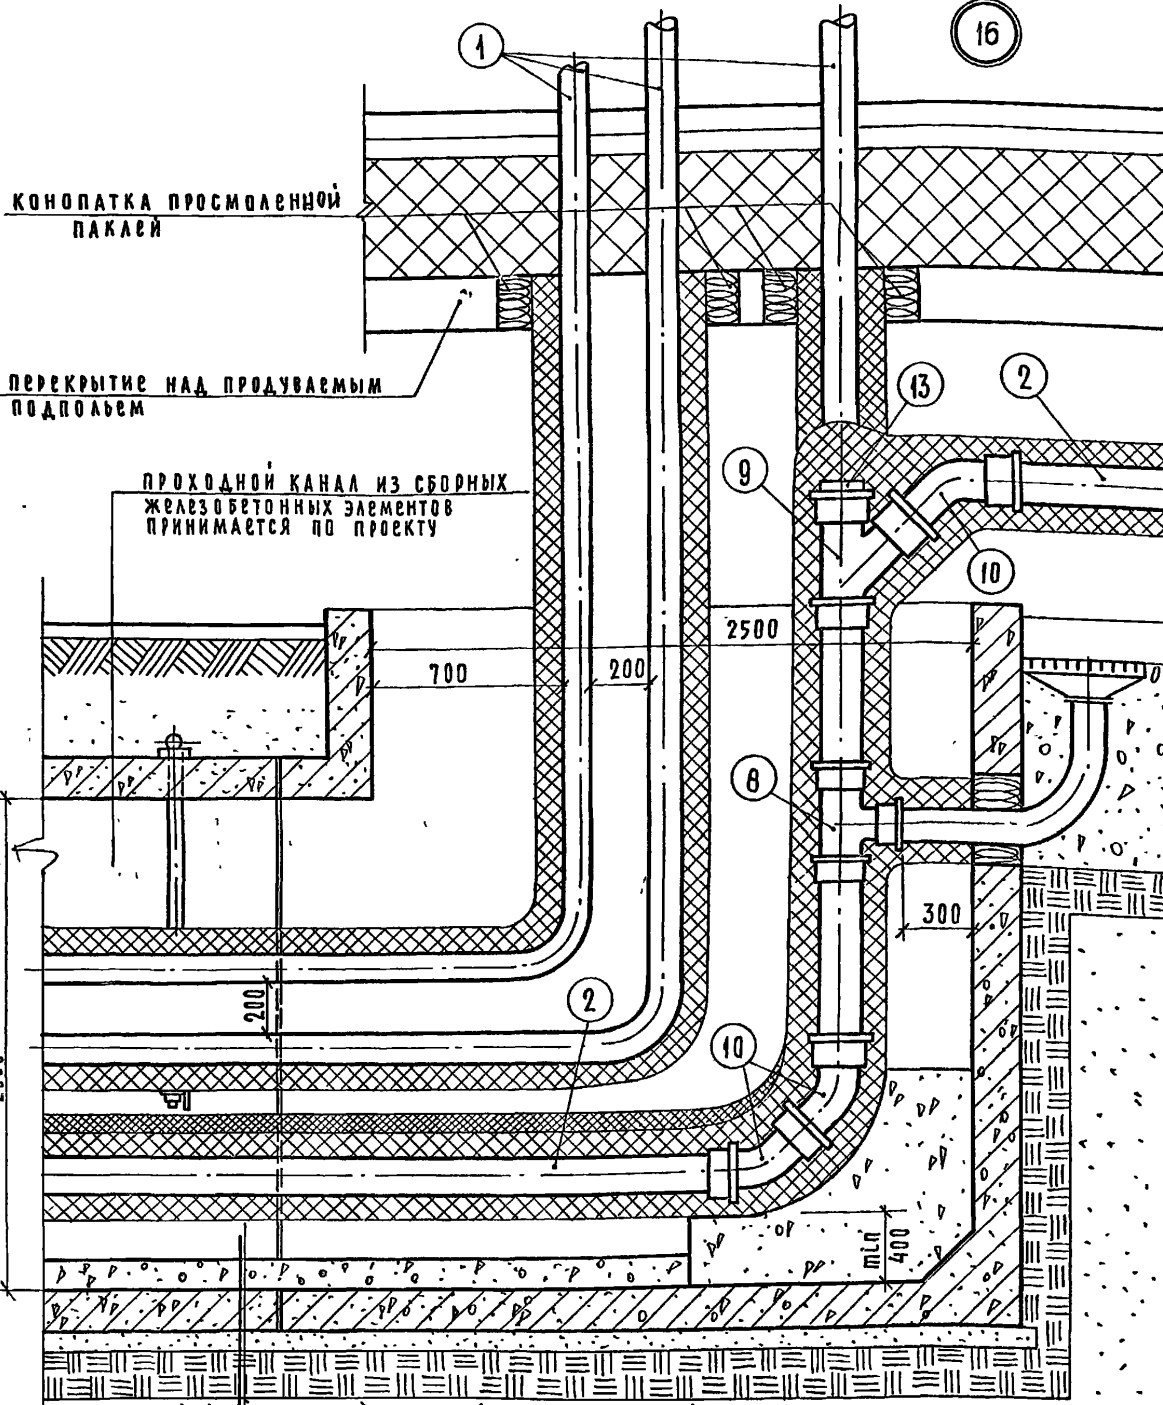 1
16
КОНОПАТКА ПРОСМОЛЕННОЙ
ПАКЛЕЙ
ПЕРЕКРЫТИЕ НАД ПРОДУВАЕМЫМ
ПОДПОЛЬЕМ
13
2
9
ПРОХОДНОЙ КАНАЛ ИЗ СБОРНЫХ
ЖЕЛЕЗОБЕТОННЫХ ЭЛЕМЕНТОВ
ПРИНИМАЕТСЯ ПО ПРОЕКТУ
10
2500
700
200
8
300
200
2
10
min
400